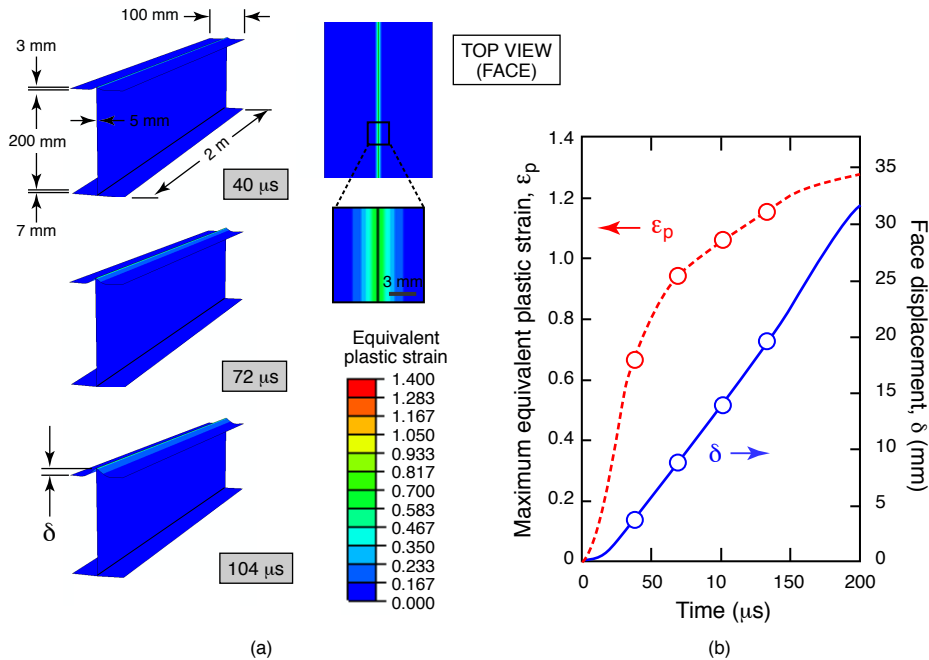 100 mm
3 mm
5 mm
200 mm
2 m
7 mm
40 μs
72 μs
104 μs
δ
TOP VIEW
(FACE)
3 mm
Equivalent
plastic strain
1.400
1.283
1.167
1.050
0.933
0.817
0.700
0.583
0.467
0.350
0.233
0.167
0.000
(a)
Maximum equivalent plastic strain, εp
1.4
1.2
1.0
0.8
0.6
0.4
0.2
0
εp
δ
35
30
25
20
15
10
5
0
Face displacement, δ (mm)
0
50
10
150
200
Time (μs)
(b)